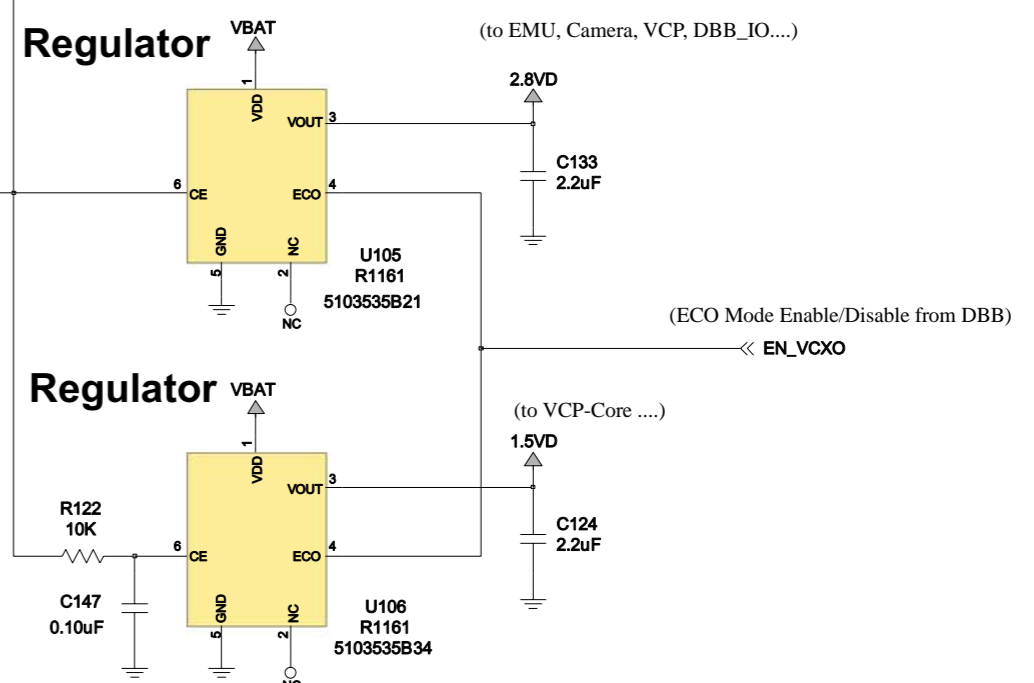 Regulator
VBAT
(to EMU, Camera, VCP, DBB_IO....)
1
VDD
2.8VD
VOUT 3
C133
2.2uF
6 CE
ECO 4
GND
NC
5
2
U105
R1161
5103535B21
NC
(ECO Mode Enable/Disable from DBB)
EN_VCXO
Regulator
VBAT
(to VCP-Core ....)
1
VDD
1.5VD
VOUT 3
R122
10K
C124
2.2uF
6 CE
ECO 4
C147
0.10uF
GND
NC
5
2
U106
R1161
5103535B34
NC